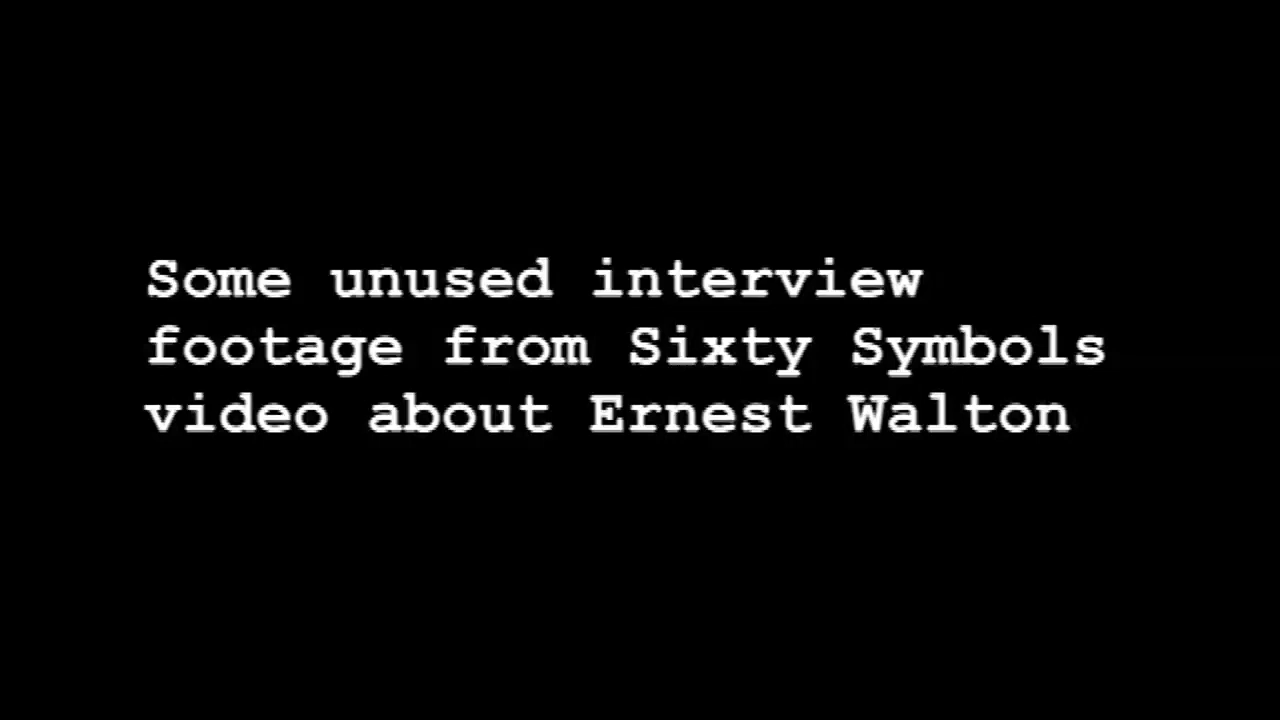 Some unused interview
footage from Sixty Symbols
video about Ernest Walton